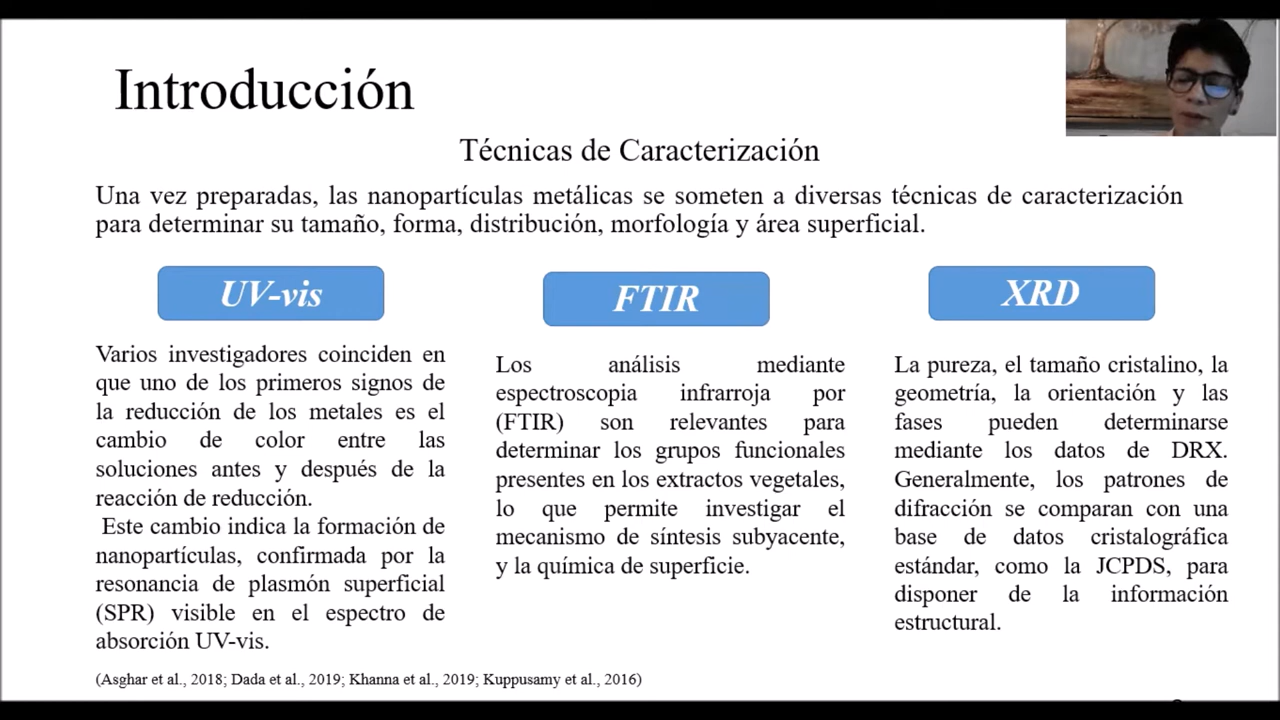 Introducción
Técnicas de Caracterización
Una vez preparadas, las nanopartículas metálicas se someten a diversas técnicas de caracterización
para determinar su tamaño, forma, distribución, morfología y área superficial.
UV-vis
Varios investigadores coinciden en
que uno de los primeros signos de
la reducción de los metales es el
cambio de color entre las
soluciones antes y después de la
reacción de reducción.
Este cambio indica la formación de
nanopartículas, confirmada por la
resonancia de plasmón superficial
(SPR) visible en el espectro de
absorción UV-vis.
FTIR
Los análisis mediante
espectroscopia infrarroja por
(FTIR) son relevantes para
determinar los grupos funcionales
presentes en los extractos vegetales,
lo que permite investigar el
mecanismo de síntesis subyacente,
y la química de superficie.
XRD
La pureza, el tamaño cristalino, la
geometría, la orientación y las
fases pueden determinarse
mediante los datos de DRX.
Generalmente, los patrones de
difracción se comparan con una
base de datos cristalográfica
estándar, como la JCPDS, para
disponer de la información
estructural.
(Asghar et al., 2018; Dada et al., 2019; Khanna et al., 2019; Kuppusamy et al., 2016)